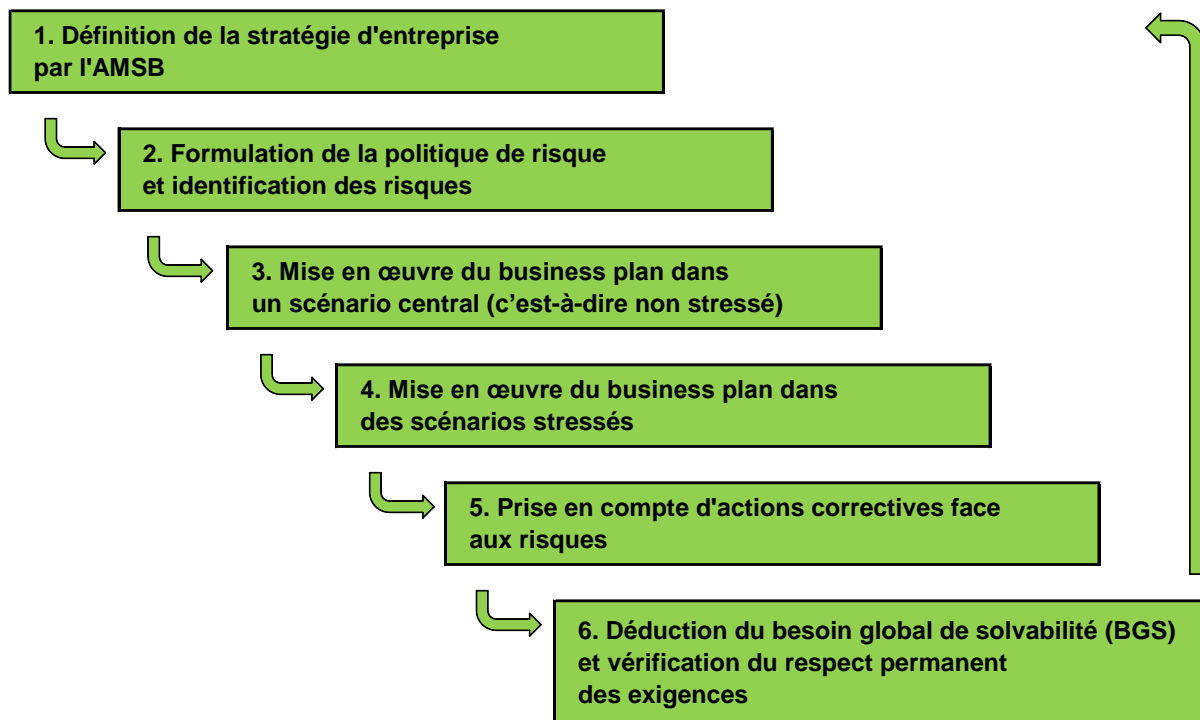 1. Définition de la stratégie d'entreprise
par l'AMSB
2. Formulation de la politique de risque
et identification des risques
3. Mise en œuvre du business plan dans
un scénario central (c’est-à-dire non stressé)
4. Mise en œuvre du business plan dans
des scénarios stressés
5. Prise en compte d'actions correctives face
aux risques
6. Déduction du besoin global de solvabilité (BGS)
et vérification du respect permanent
des exigences